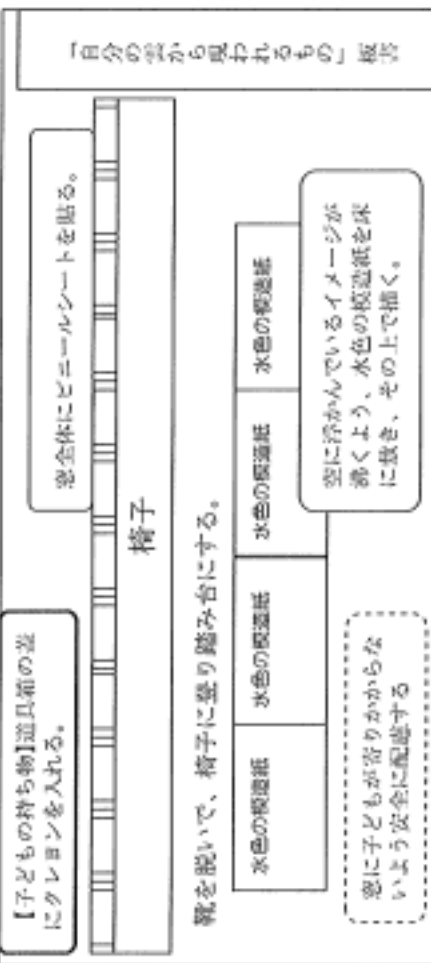 【子どもの持ち物】道具箱の蓋
にクレヨンを入れる。
窓全体にビニールシートを貼る。
「自分の雲から現われるもの」板書
椅子
靴を脱いで、椅子に登り踏み台にする。
水色の模造紙
水色の模造紙
水色の模造紙
水色の模造紙
空に浮かんでいるイメージが
沸くよう、水色の模造紙を床
に敷き、その上で描く。
窓に子どもが寄りかからな
いよう安全に配慮する